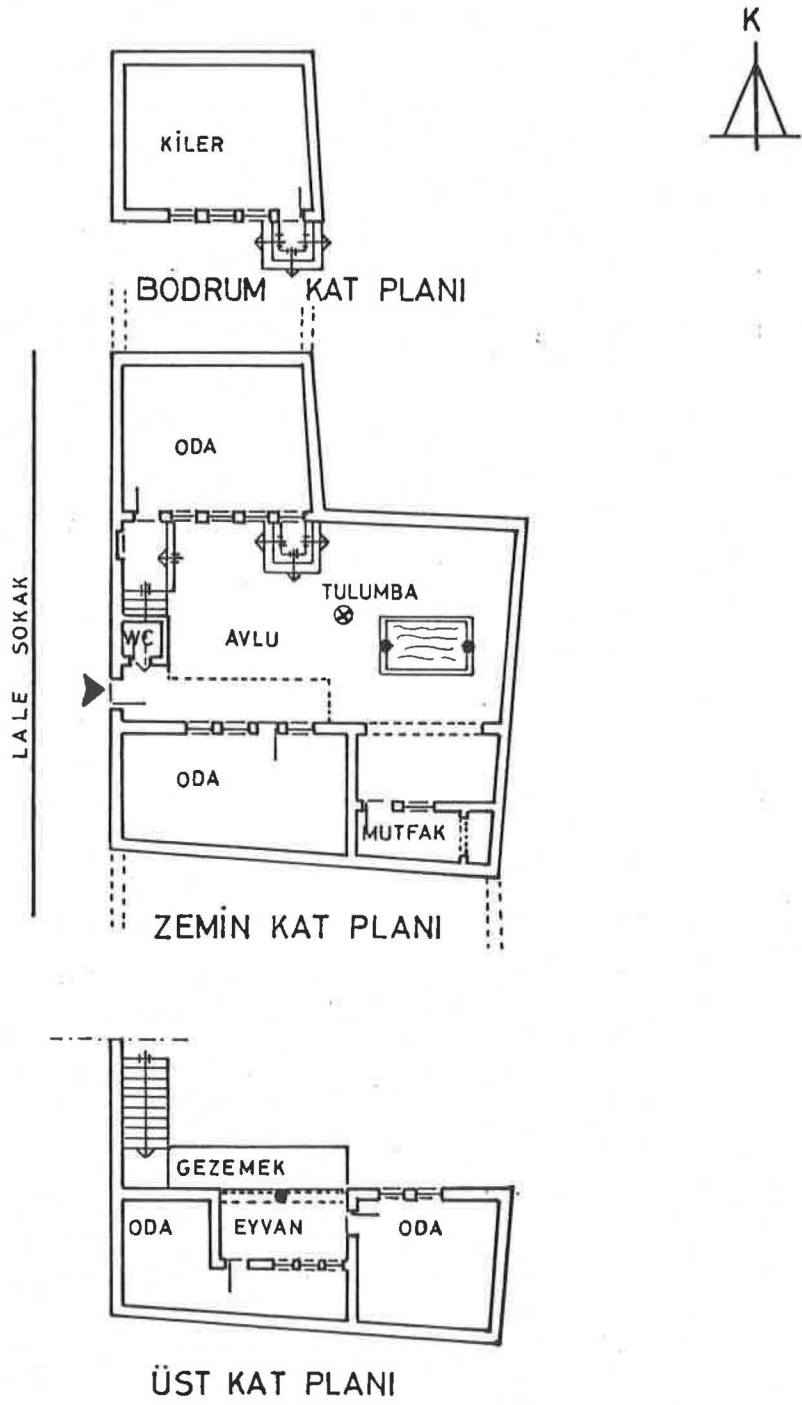 K
KİLER
BODRUM KAT PLANI
ODA
LALE SOKAK
TULUMBA
WC
AVLU
ODA
MUTFAK
ZEMİN KAT PLANI
GEZEMEK
ODA
EYVAN
ODA
ÜST KAT PLANI